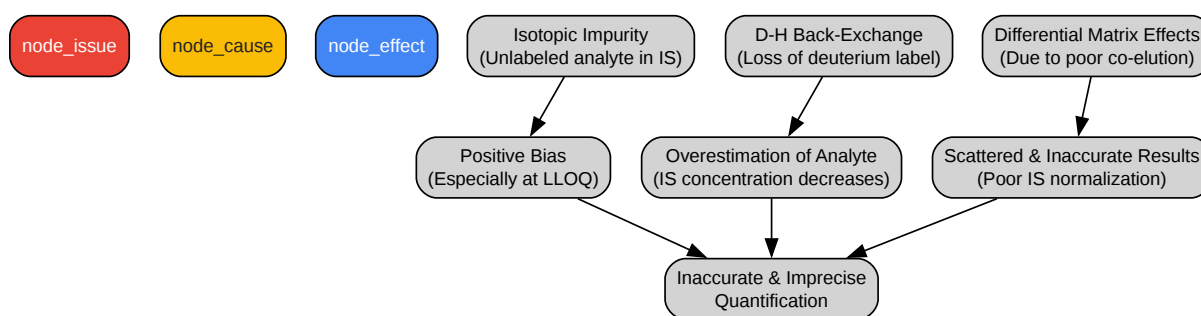 node_issue
node_cause
node_effect
Isotopic Impurity
(Unlabeled analyte in IS)
D-H Back-Exchange
(Loss of deuterium label)
Differential Matrix Effects
(Due to poor co-elution)
Positive Bias
(Especially at LLOQ)
Overestimation of Analyte
(IS concentration decreases)
Scattered & Inaccurate Results
(Poor IS normalization)
Inaccurate & Imprecise
Quantification